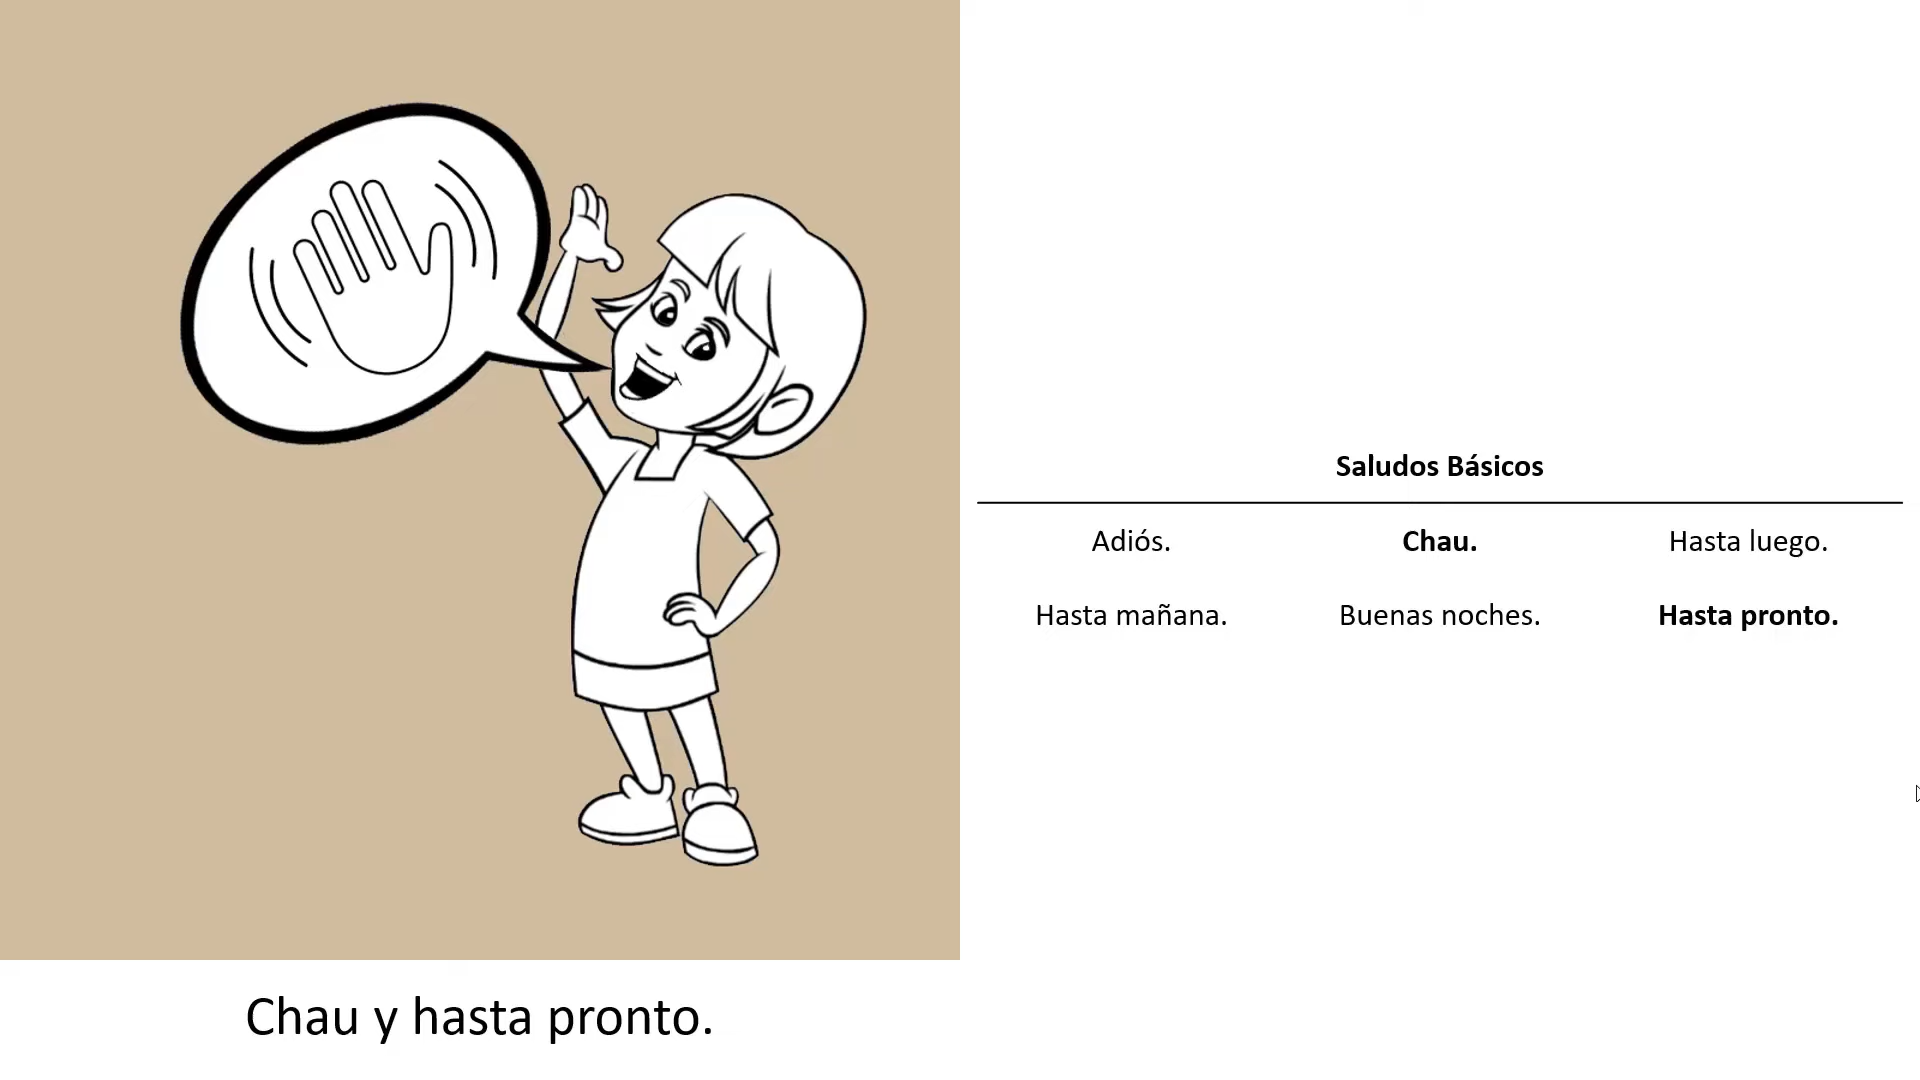 Saludos Básicos
Adiós. Chau. Hasta luego.
Hasta mañana. Buenas noches. Hasta pronto.
Chau y hasta pronto.